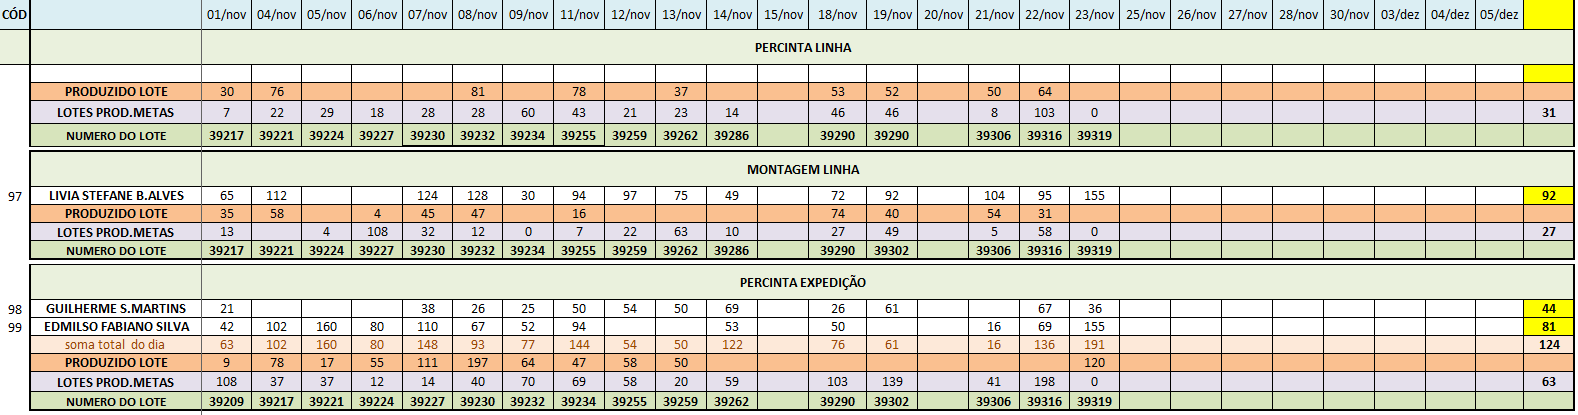 CÓD 01/nov 04/nov 05/nov 06/nov 07/nov 08/nov 09/nov 11/nov 12/nov 13/nov 14/nov 15/nov 18/nov 19/nov 20/nov 21/nov 22/nov 23/nov 25/nov 26/nov 27/nov 28/nov 30/nov 03/dez 04/dez 05/dez
PERCINTA LINHA
PRODUZIDO LOTE 30 76 81 78 37 53 52 50 64
LOTES PROD.METAS 7 22 29 18 28 28 60 43 21 23 14 46 46 8 103 0 31
NUMERO DO LOTE 39217 39221 39224 39227 39230 39232 39234 39255 39259 39262 39286 39290 39290 39306 39316 39319
MONTAGEM LINHA
97 LIVIA STEFANE B.ALVES 65 112 124 128 30 94 97 75 49 72 92 104 95 155 92
PRODUZIDO LOTE 35 58 4 45 47 16 74 40 54 31
LOTES PROD.METAS 13 4 108 32 12 0 7 22 63 10 27 49 5 58 0 27
NUMERO DO LOTE 39217 39221 39224 39227 39230 39232 39234 39255 39259 39262 39286 39290 39302 39306 39316 39319
PERCINTA EXPEDIÇÃO
98 GUILHERME S.MARTINS 21 38 26 25 50 54 50 69 26 61 67 36 44
99 EDMILSO FABIANO SILVA 42 102 160 80 110 67 52 94 53 50 16 69 155 81
soma total do dia 63 102 160 80 148 93 77 144 54 50 122 76 61 16 136 191 124
PRODUZIDO LOTE 9 78 17 55 111 197 64 47 58 50 120
LOTES PROD.METAS 108 37 37 12 14 40 70 69 58 20 59 103 139 41 198 0 63
NUMERO DO LOTE 39209 39217 39221 39224 39227 39230 39232 39234 39255 39259 39262 39290 39302 39306 39316 39319